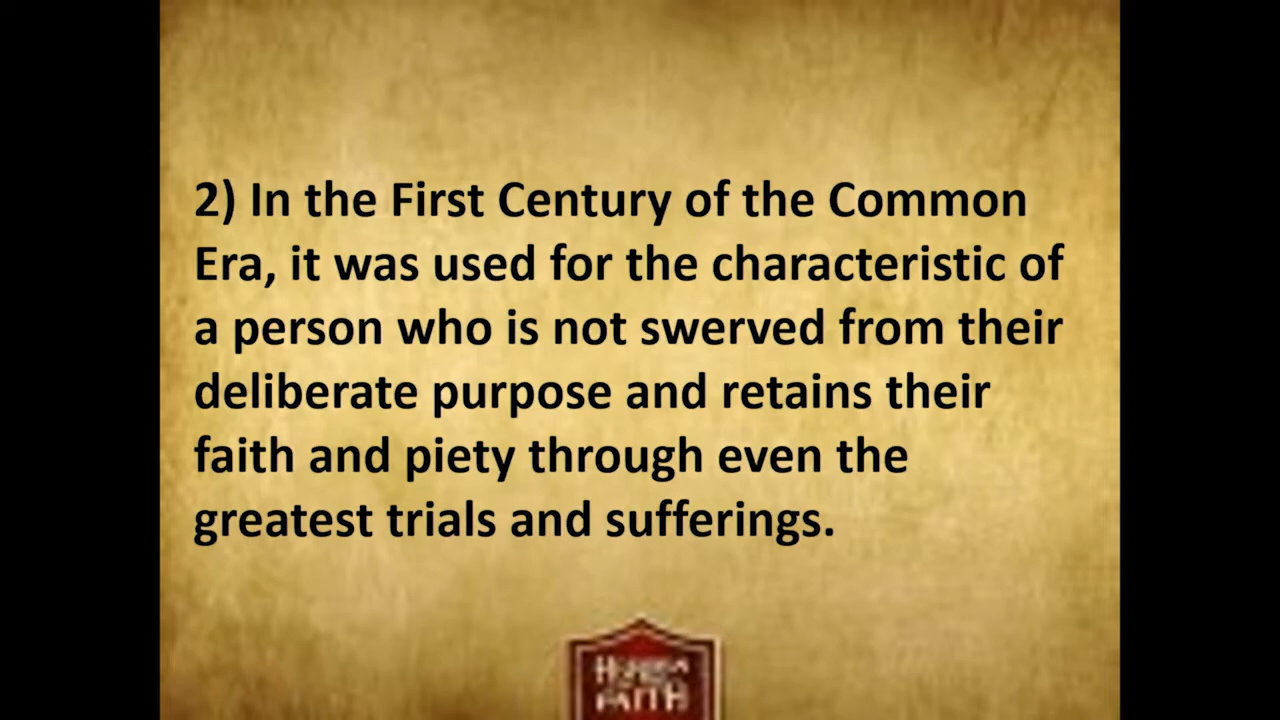 2) In the First Century of the Common
Era, it was used for the characteristic of
a person who is not swerved from their
deliberate purpose and retains their
faith and piety through even the
greatest trials and sufferings.
FAITH